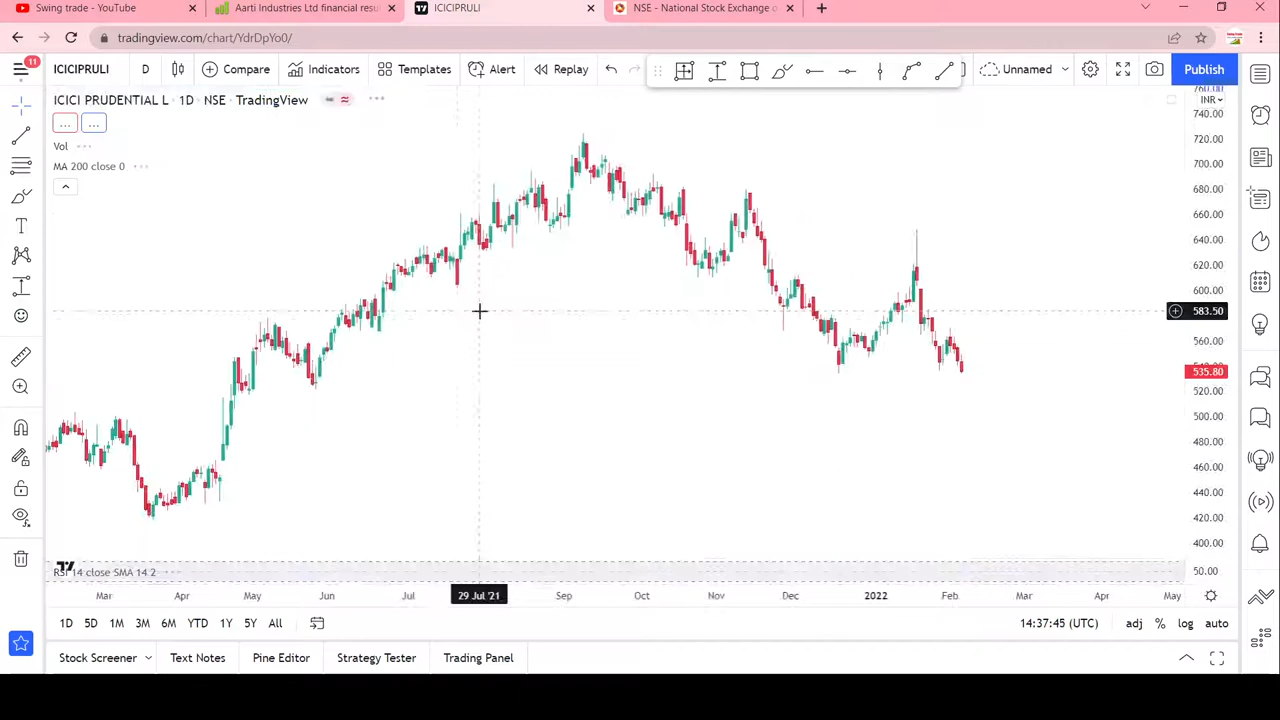 Swing trade - YouTube
Aarti Industries Ltd financial resu
ICICIPRULI
NSE - National Stock Exchange o
tradingview.com/chart/YdrDpYo0/
11
ICICIPRULI
D
Compare
Indicators
Templates
Alert
Replay
Unnamed
Publish
ICICI PRUDENTIAL L · 1D · NSE · TradingView
INR
Vol
MA 200 close 0
760.00
740.00
720.00
700.00
680.00
660.00
640.00
620.00
600.00
583.50
560.00
540.00
535.80
520.00
500.00
480.00
460.00
440.00
420.00
400.00
50.00
RSI 14 close SMA 14 2
Mar
Apr
May
Jun
Jul
29 Jul '21
Sep
Oct
Nov
Dec
2022
Feb
Mar
Apr
May
1D
5D
1M
3M
6M
YTD
1Y
5Y
All
14:37:45 (UTC)
adj
%
log
auto
Stock Screener
Text Notes
Pine Editor
Strategy Tester
Trading Panel